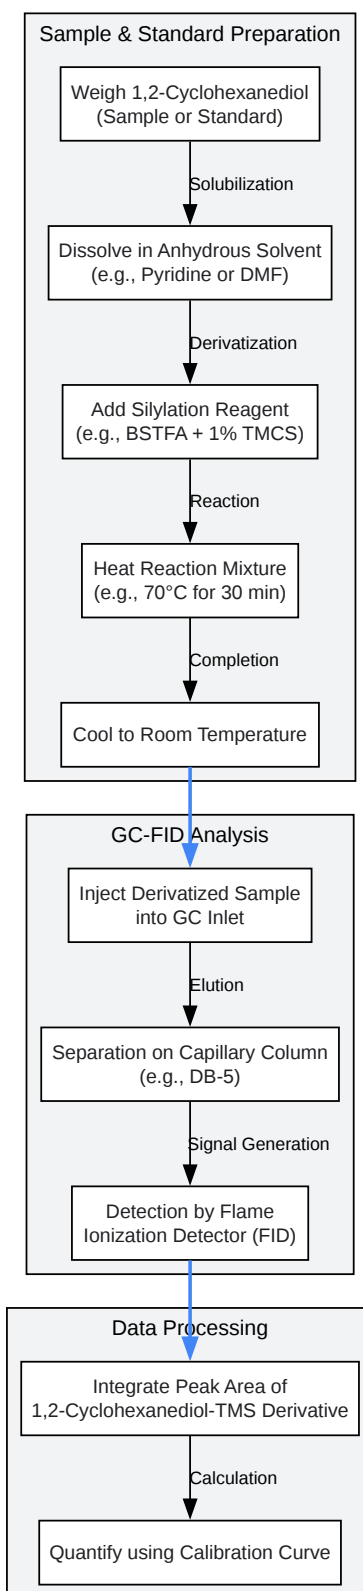 Sample & Standard Preparation
Weigh 1,2-Cyclohexanediol
(Sample or Standard)
Solubilization
Dissolve in Anhydrous Solvent
(e.g., Pyridine or DMF)
Derivatization
Add Silylation Reagent
(e.g., BSTFA + 1% TMCS)
Reaction
Heat Reaction Mixture
(e.g., 70°C for 30 min)
Completion
Cool to Room Temperature
GC-FID Analysis
Inject Derivatized Sample
into GC Inlet
Elution
Separation on Capillary Column
(e.g., DB-5)
Signal Generation
Detection by Flame
Ionization Detector (FID)
Data Processing
Integrate Peak Area of
1,2-Cyclohexanediol-TMS Derivative
Calculation
Quantify using Calibration Curve